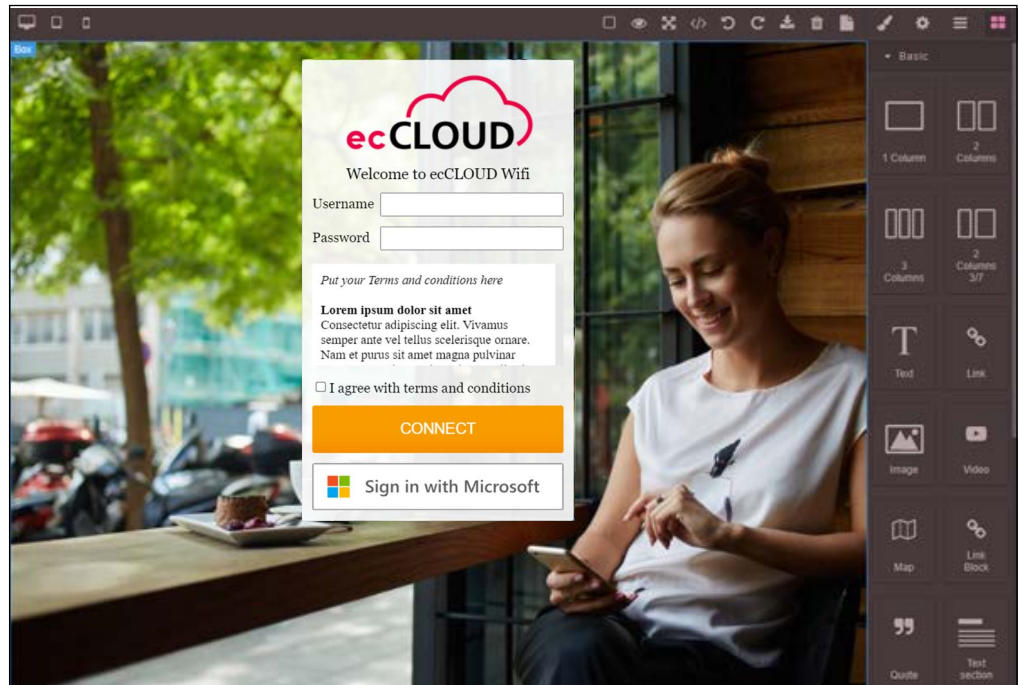 Box
ecCLOUD
Welcome to ecCLOUD Wifi
Username
Password
Put your Terms and conditions here
Lorem ipsum dolor sit amet
Consectetur adipiscing elit. Vivamus
semper ante vel tellus scelerisque ornare.
Nam et purus sit amet magna pulvinar
I agree with terms and conditions
CONNECT
Sign in with Microsoft
Basic
1 Column
2
Columns
3
Columns
2
Columns
3/7
Text
Link
Image
Video
Map
Link
Block
Quote
Text
section